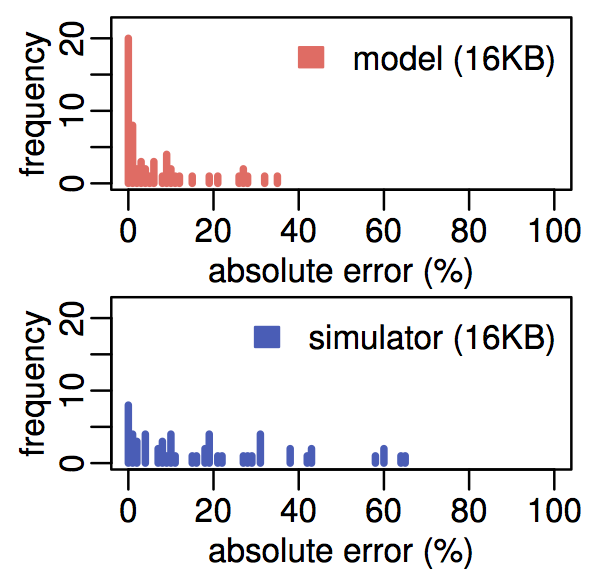 frequency
20
10
0
model (16KB)
0 20 40 60 80 100
absolute error (%)
frequency
20
10
0
simulator (16KB)
0 20 40 60 80 100
absolute error (%)